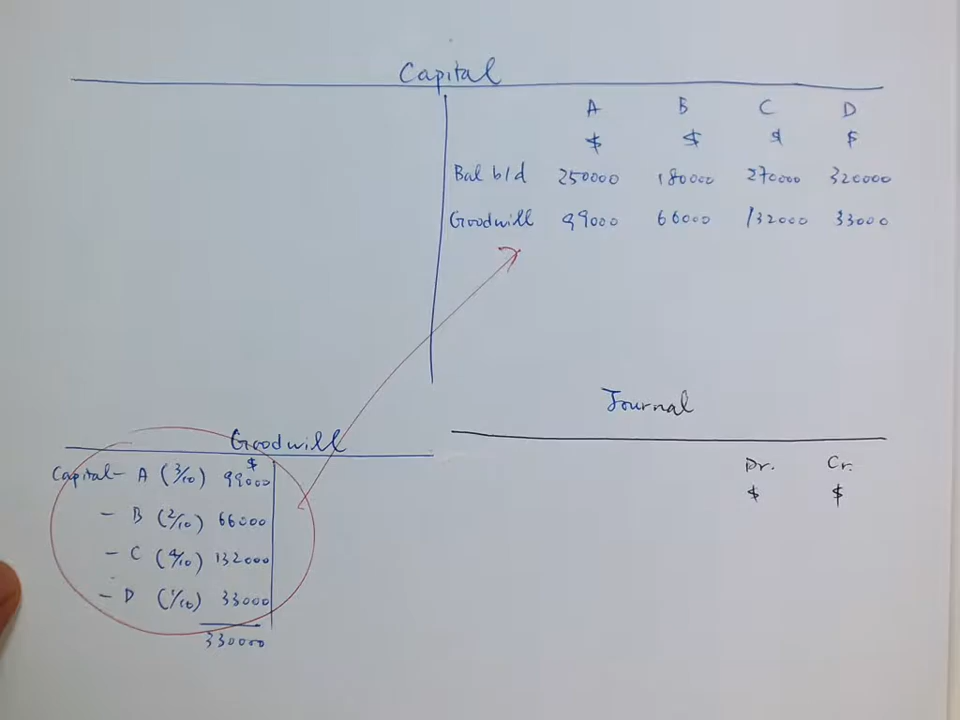 Capital
A B C D
$ $ $ $
Bal b/d 250000 180000 270000 320000
Goodwill 99000 66000 132000 33000
Journal
Dr. Cr.
$ $
Goodwill
$
Capital - A (3/10) 99000
- B (2/10) 66000
- C (4/10) 132000
- D (1/10) 33000
330000